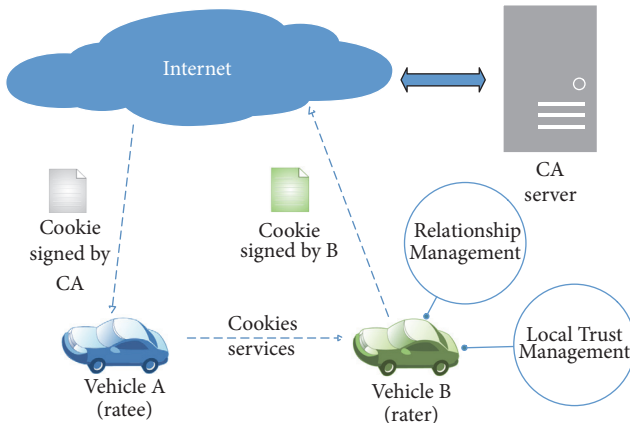 Internet
CA
server
Cookie
signed by
CA
Cookie
signed by B
Relationship
Management
Cookies
services
Local Trust
Management
Vehicle A
(ratee)
Vehicle B
(rater)